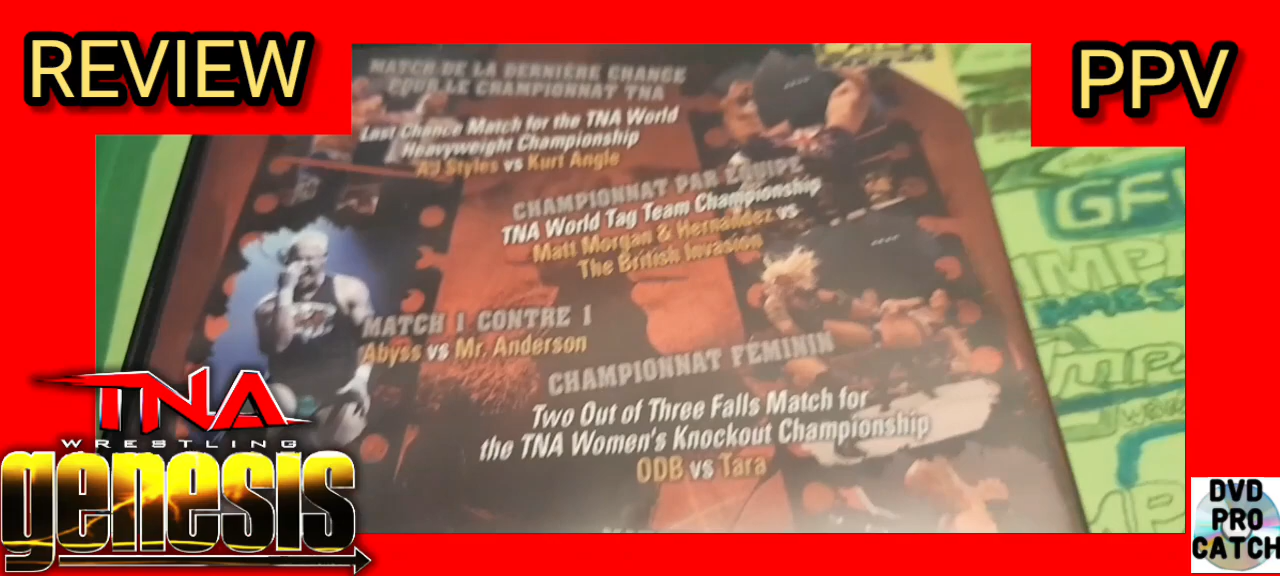 REVIEW
PPV
MATCH DE LA DERNIÈRE CHANCE
POUR LE CHAMPIONNAT TNA
Last Chance Match for the TNA World
Heavyweight Championship
AJ Styles vs Kurt Angle
CHAMPIONNAT PAR ÉQUIPE
TNA World Tag Team Championship
Matt Morgan & Hernandez vs
The British Invasion
MATCH 1 CONTRE 1
Abyss vs Mr. Anderson
CHAMPIONNAT FÉMININ
Two Out of Three Falls Match for
the TNA Women's Knockout Championship
ODB vs Tara
GF
IMP
TNA
WRESTLING
genesis
DVD
PRO
CATCH